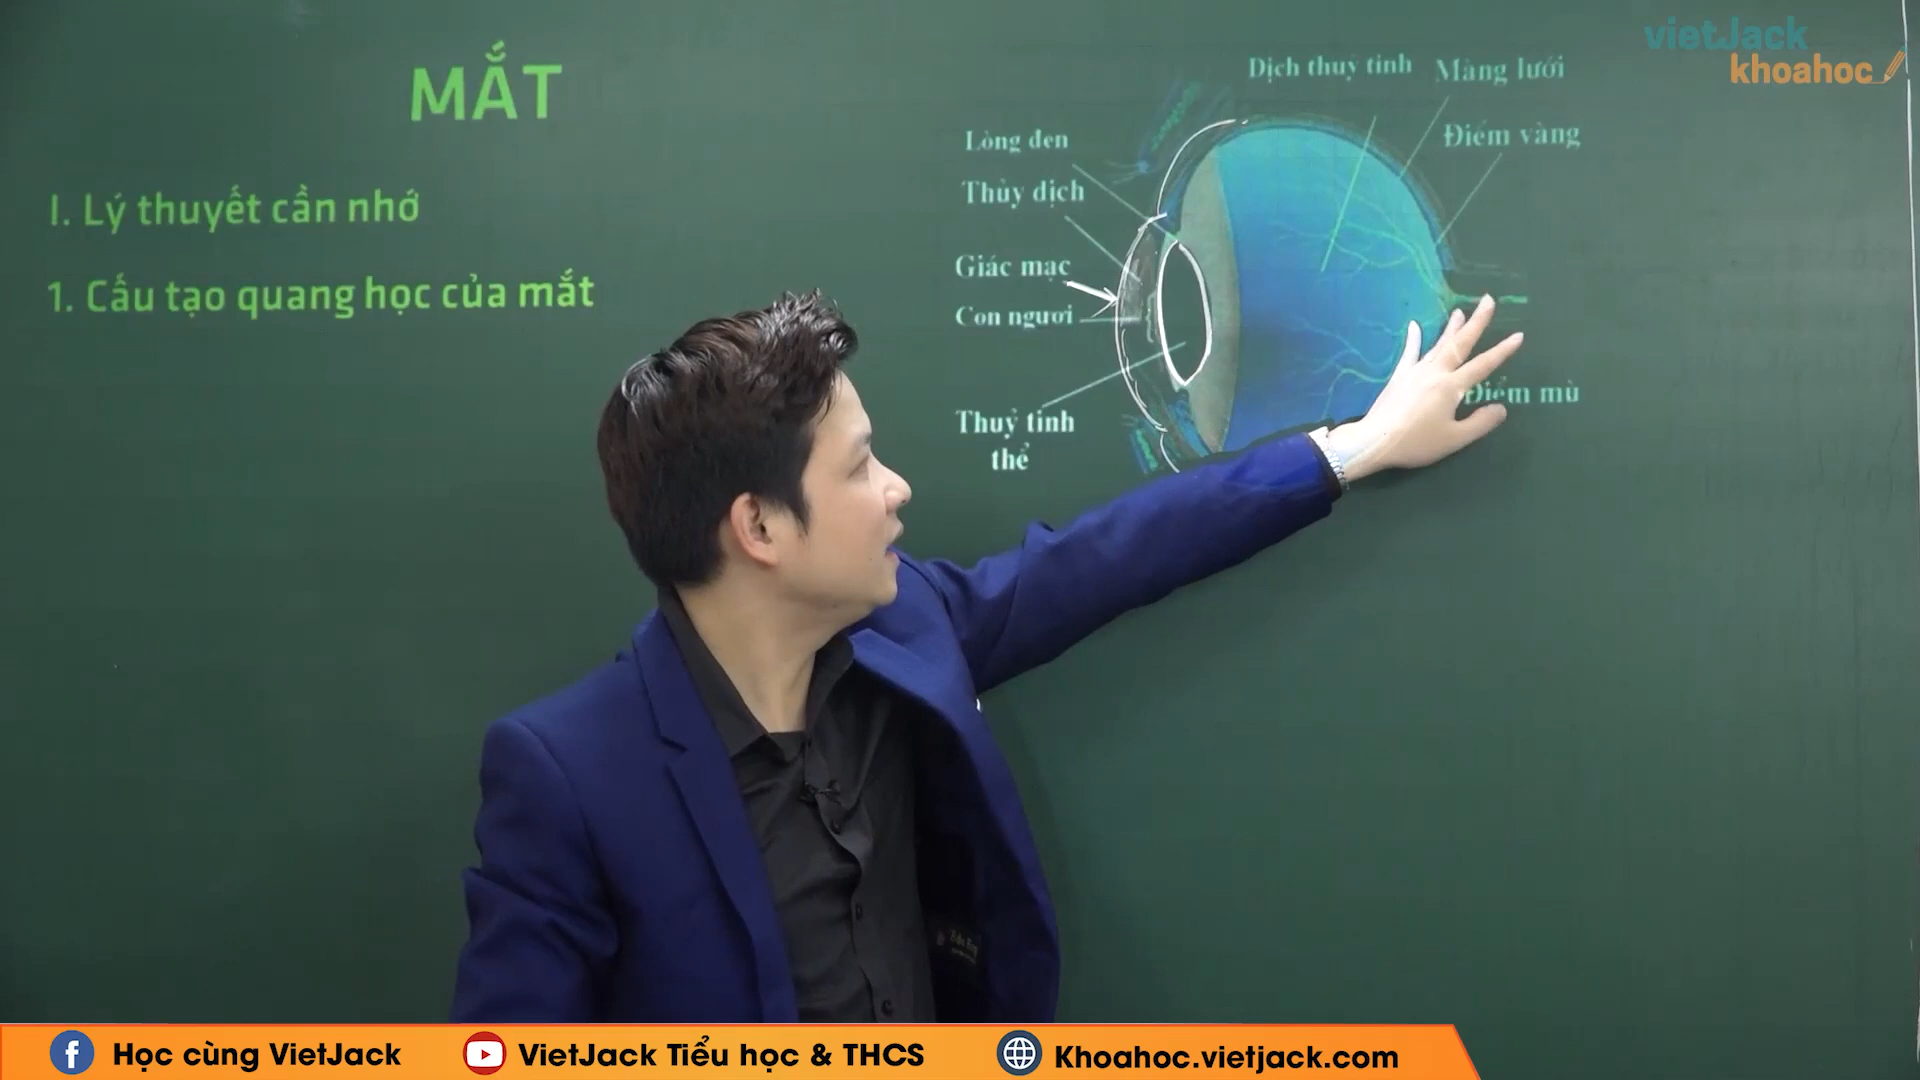 vietJack
khoahoc
MẮT
I. Lý thuyết cần nhớ
1. Cấu tạo quang học của mắt
Dịch thuỷ tinh
Màng lưới
Lòng đen
Điểm vàng
Thủy dịch
Giác mạc
Con ngươi
Điểm mù
Thuỷ tinh
thể
Học cùng VietJack
VietJack Tiểu học & THCS
Khoahoc.vietjack.com